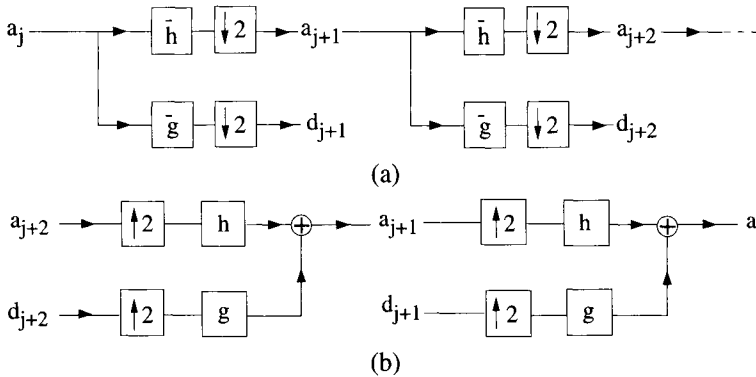 a_j h̄ ↓2 a_{j+1} h̄ ↓2 a_{j+2}
ḡ ↓2 d_{j+1} ḡ ↓2 d_{j+2}
(a)
a_{j+2} ↑2 h + a_{j+1} ↑2 h + a
d_{j+2} ↑2 g d_{j+1} ↑2 g
(b)